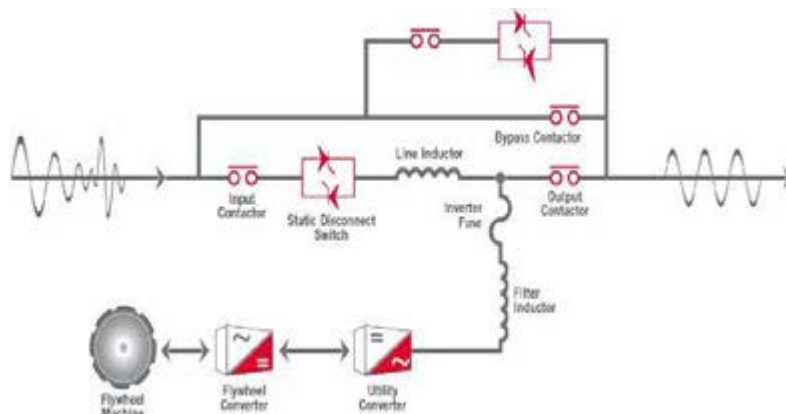 Bypass Contactor
Line Inductor
Input
Contactor
Static Disconnect
Switch
Inverter
Fuse
Output
Contactor
Filter
Inductor
Flywheel
Machine
Flywheel
Converter
Utility
Converter